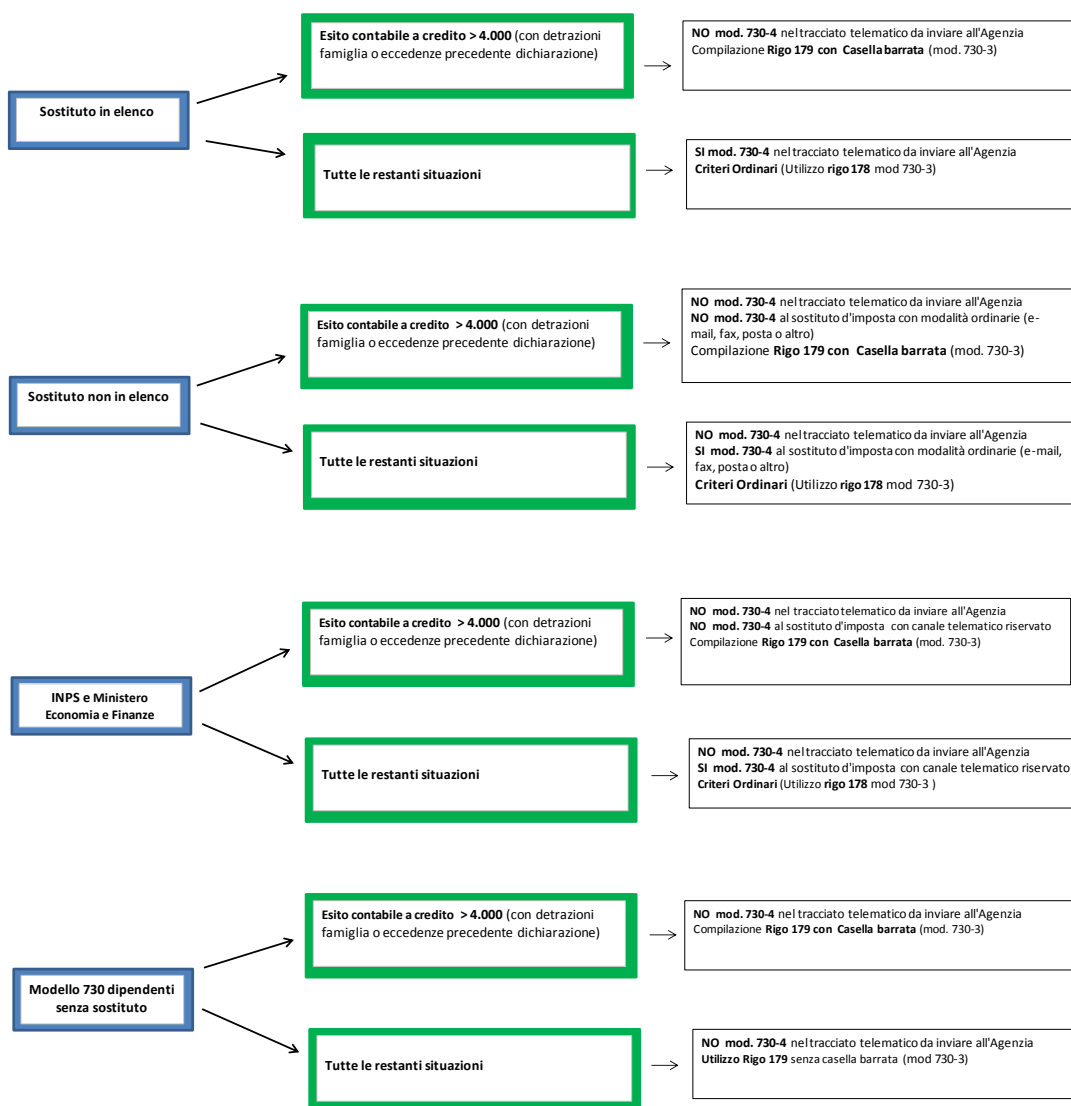 Esito contabile a credito > 4.000 (con detrazioni
famiglia o eccedenze precedente dichiarazione)
NO mod. 730-4 nel tracciato telematico da inviare all'Agenzia
Compilazione Rigo 179 con Casella barrata (mod. 730-3)
Sostituto in elenco
Tutte le restanti situazioni
SI mod. 730-4 nel tracciato telematico da inviare all'Agenzia
Criteri Ordinari (Utilizzo rigo 178 mod 730-3)
Esito contabile a credito > 4.000 (con detrazioni
famiglia o eccedenze precedente dichiarazione)
NO mod. 730-4 nel tracciato telematico da inviare all'Agenzia
NO mod. 730-4 al sostituto d'imposta con modalità ordinarie (e-
mail, fax, posta o altro)
Compilazione Rigo 179 con Casella barrata (mod. 730-3)
Sostituto non in elenco
Tutte le restanti situazioni
NO mod. 730-4 nel tracciato telematico da inviare all'Agenzia
SI mod. 730-4 al sostituto d'imposta con modalità ordinarie (e-mail,
fax, posta o altro)
Criteri Ordinari (Utilizzo rigo 178 mod 730-3)
Esito contabile a credito > 4.000 (con detrazioni
famiglia o eccedenze precedente dichiarazione)
NO mod. 730-4 nel tracciato telematico da inviare all'Agenzia
NO mod. 730-4 al sostituto d'imposta con canale telematico riservato
Compilazione Rigo 179 con Casella barrata (mod. 730-3)
INPS e Ministero
Economia e Finanze
Tutte le restanti situazioni
NO mod. 730-4 nel tracciato telematico da inviare all'Agenzia
SI mod. 730-4 al sostituto d'imposta con canale telematico riservato
Criteri Ordinari (Utilizzo rigo 178 mod 730-3 )
Esito contabile a credito > 4.000 (con detrazioni
famiglia o eccedenze precedente dichiarazione)
NO mod. 730-4 nel tracciato telematico da inviare all'Agenzia
Compilazione Rigo 179 con Casella barrata (mod. 730-3)
Modello 730 dipendenti
senza sostituto
Tutte le restanti situazioni
NO mod. 730-4 nel tracciato telematico da inviare all'Agenzia
Utilizzo Rigo 179 senza casella barrata (mod 730-3)